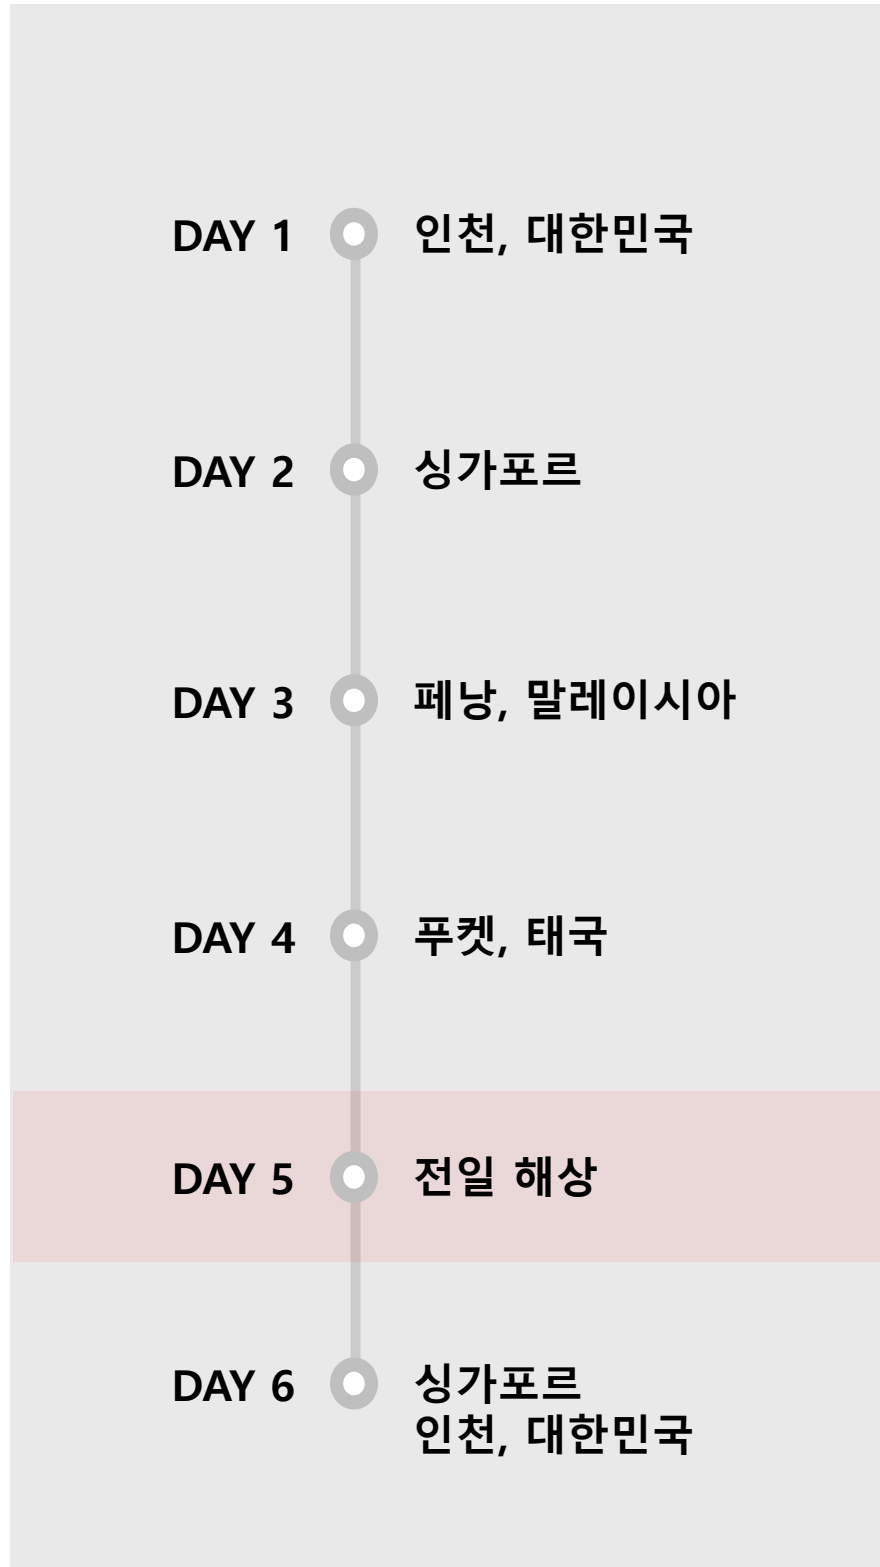 DAY 1 인천, 대한민국
DAY 2 싱가포르
DAY 3 페낭, 말레이시아
DAY 4 푸켓, 태국
DAY 5 전일 해상
DAY 6 싱가포르
인천, 대한민국